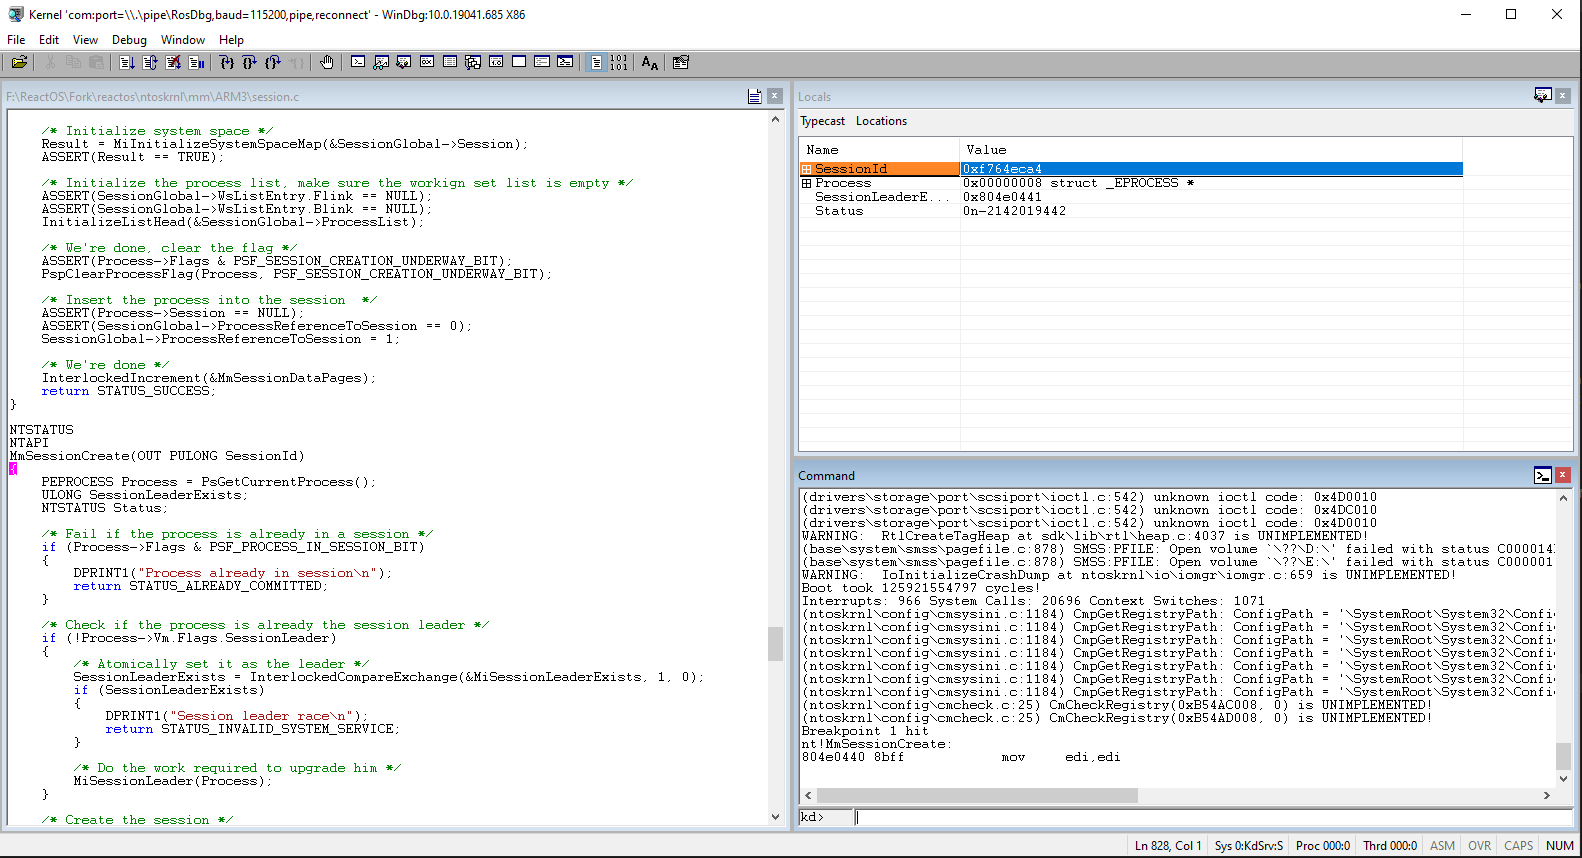 Kernel 'com:port=\\.\pipe\RosDbg,baud=115200,pipe,reconnect' - WinDbg:10.0.19041.685 X86
File Edit View Debug Window Help
F:\ReactOS\Fork\reactos\ntoskrnl\mm\ARM3\session.c
/* Initialize system space */
Result = MiInitializeSystemSpaceMap(&SessionGlobal->Session);
ASSERT(Result == TRUE);
/* Initialize the process list, make sure the workign set list is empty */
ASSERT(SessionGlobal->WsListEntry.Flink == NULL);
ASSERT(SessionGlobal->WsListEntry.Blink == NULL);
InitializeListHead(&SessionGlobal->ProcessList);
/* We're done, clear the flag */
ASSERT(Process->Flags & PSF_SESSION_CREATION_UNDERWAY_BIT);
PspClearProcessFlag(Process, PSF_SESSION_CREATION_UNDERWAY_BIT);
/* Insert the process into the session  */
ASSERT(Process->Session == NULL);
ASSERT(SessionGlobal->ProcessReferenceToSession == 0);
SessionGlobal->ProcessReferenceToSession = 1;
/* We're done */
InterlockedIncrement(&MmSessionDataPages);
return STATUS_SUCCESS;
}
NTSTATUS
NTAPI
MmSessionCreate(OUT PULONG SessionId)
{
PEPROCESS Process = PsGetCurrentProcess();
ULONG SessionLeaderExists;
NTSTATUS Status;
/* Fail if the process is already in a session */
if (Process->Flags & PSF_PROCESS_IN_SESSION_BIT)
{
DPRINT1("Process already in session\n");
return STATUS_ALREADY_COMMITTED;
}
/* Check if the process is already the session leader */
if (!Process->Vm.Flags.SessionLeader)
{
/* Atomically set it as the leader */
SessionLeaderExists = InterlockedCompareExchange(&MiSessionLeaderExists, 1, 0);
if (SessionLeaderExists)
{
DPRINT1("Session leader race\n");
return STATUS_INVALID_SYSTEM_SERVICE;
}
/* Do the work required to upgrade him */
MiSessionLeader(Process);
}
/* Create the session */
Locals
Typecast Locations
Name Value
SessionId 0xf764eca4
Process 0x00000008 struct _EPROCESS *
SessionLeaderE... 0x804e0441
Status 0n-2142019442
Command
(drivers\storage\port\scsiport\ioctl.c:542) unknown ioctl code: 0x4D0010
(drivers\storage\port\scsiport\ioctl.c:542) unknown ioctl code: 0x4DC010
(drivers\storage\port\scsiport\ioctl.c:542) unknown ioctl code: 0x4D0010
WARNING:  RtlCreateTagHeap at sdk\lib\rtl\heap.c:4037 is UNIMPLEMENTED!
(base\system\smss\pagefile.c:878) SMSS:PFILE: Open volume `\??\D:\' failed with status C000014
(base\system\smss\pagefile.c:878) SMSS:PFILE: Open volume `\??\E:\' failed with status C000001
WARNING:  IoInitializeCrashDump at ntoskrnl\io\iomgr\iomgr.c:659 is UNIMPLEMENTED!
Boot took 125921554797 cycles!
Interrupts: 966 System Calls: 20696 Context Switches: 1071
(ntoskrnl\config\cmsysini.c:1184) CmpGetRegistryPath: ConfigPath = '\SystemRoot\System32\Config
(ntoskrnl\config\cmsysini.c:1184) CmpGetRegistryPath: ConfigPath = '\SystemRoot\System32\Config
(ntoskrnl\config\cmsysini.c:1184) CmpGetRegistryPath: ConfigPath = '\SystemRoot\System32\Config
(ntoskrnl\config\cmsysini.c:1184) CmpGetRegistryPath: ConfigPath = '\SystemRoot\System32\Config
(ntoskrnl\config\cmsysini.c:1184) CmpGetRegistryPath: ConfigPath = '\SystemRoot\System32\Config
(ntoskrnl\config\cmsysini.c:1184) CmpGetRegistryPath: ConfigPath = '\SystemRoot\System32\Config
(ntoskrnl\config\cmsysini.c:1184) CmpGetRegistryPath: ConfigPath = '\SystemRoot\System32\Config
(ntoskrnl\config\cmcheck.c:25) CmCheckRegistry(0xB54AC008, 0) is UNIMPLEMENTED!
(ntoskrnl\config\cmcheck.c:25) CmCheckRegistry(0xB54AD008, 0) is UNIMPLEMENTED!
Breakpoint 1 hit
nt!MmSessionCreate:
804e0440 8bff mov edi,edi
kd>
Ln 828, Col 1 Sys 0:KdSrv:S Proc 000:0 Thrd 000:0 ASM OVR CAPS NUM